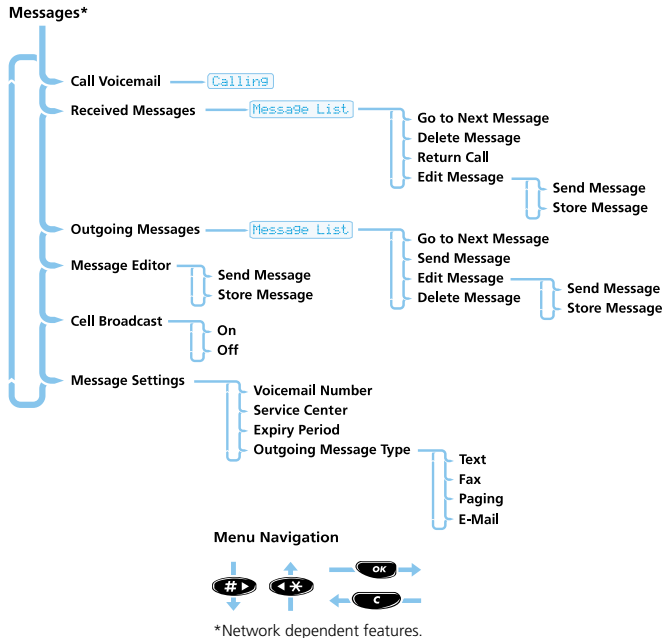 Messages*
Call Voicemail
Calling
Received Messages
Message List
Go to Next Message
Delete Message
Return Call
Edit Message
Send Message
Store Message
Outgoing Messages
Message List
Go to Next Message
Send Message
Edit Message
Delete Message
Send Message
Store Message
Message Editor
Send Message
Store Message
Cell Broadcast
On
Off
Message Settings
Voicemail Number
Service Center
Expiry Period
Outgoing Message Type
Text
Fax
Paging
E-Mail
Menu Navigation
#
*
OK
C
*Network dependent features.